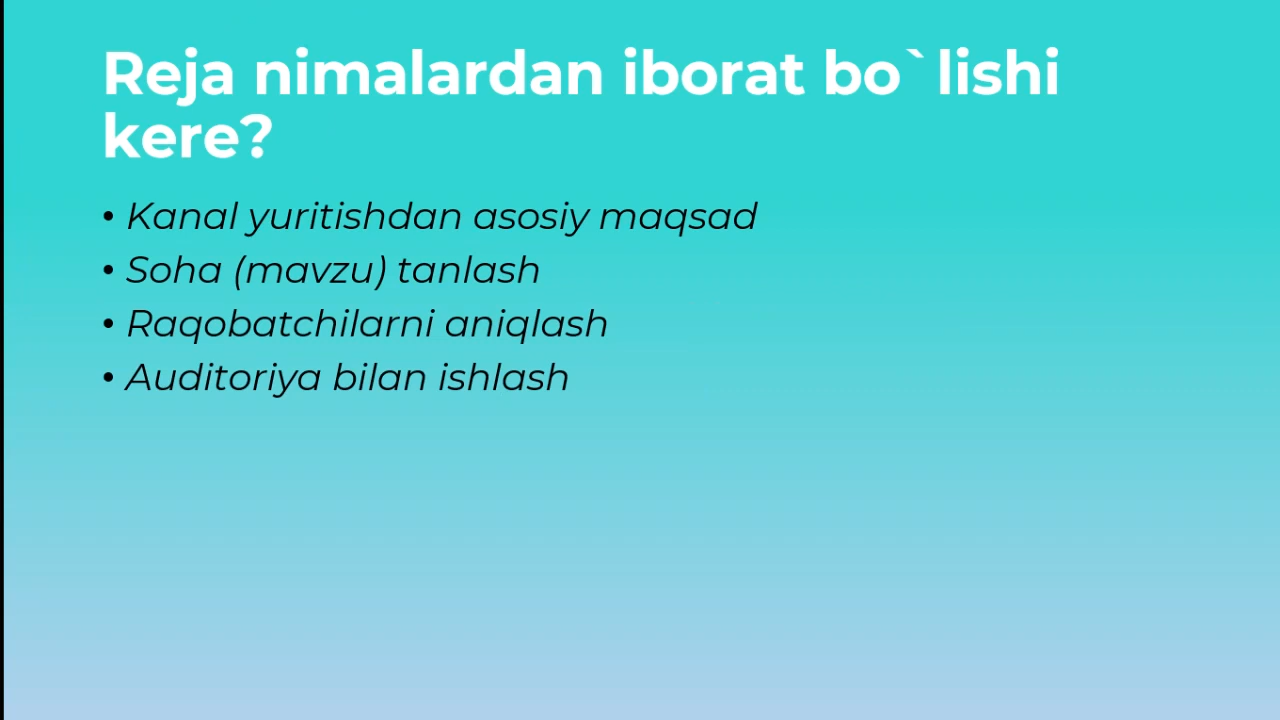 Reja nimalardan iborat bo`lishi
kere?
• Kanal yuritishdan asosiy maqsad
• Soha (mavzu) tanlash
• Raqobatchilarni aniqlash
• Auditoriya bilan ishlash